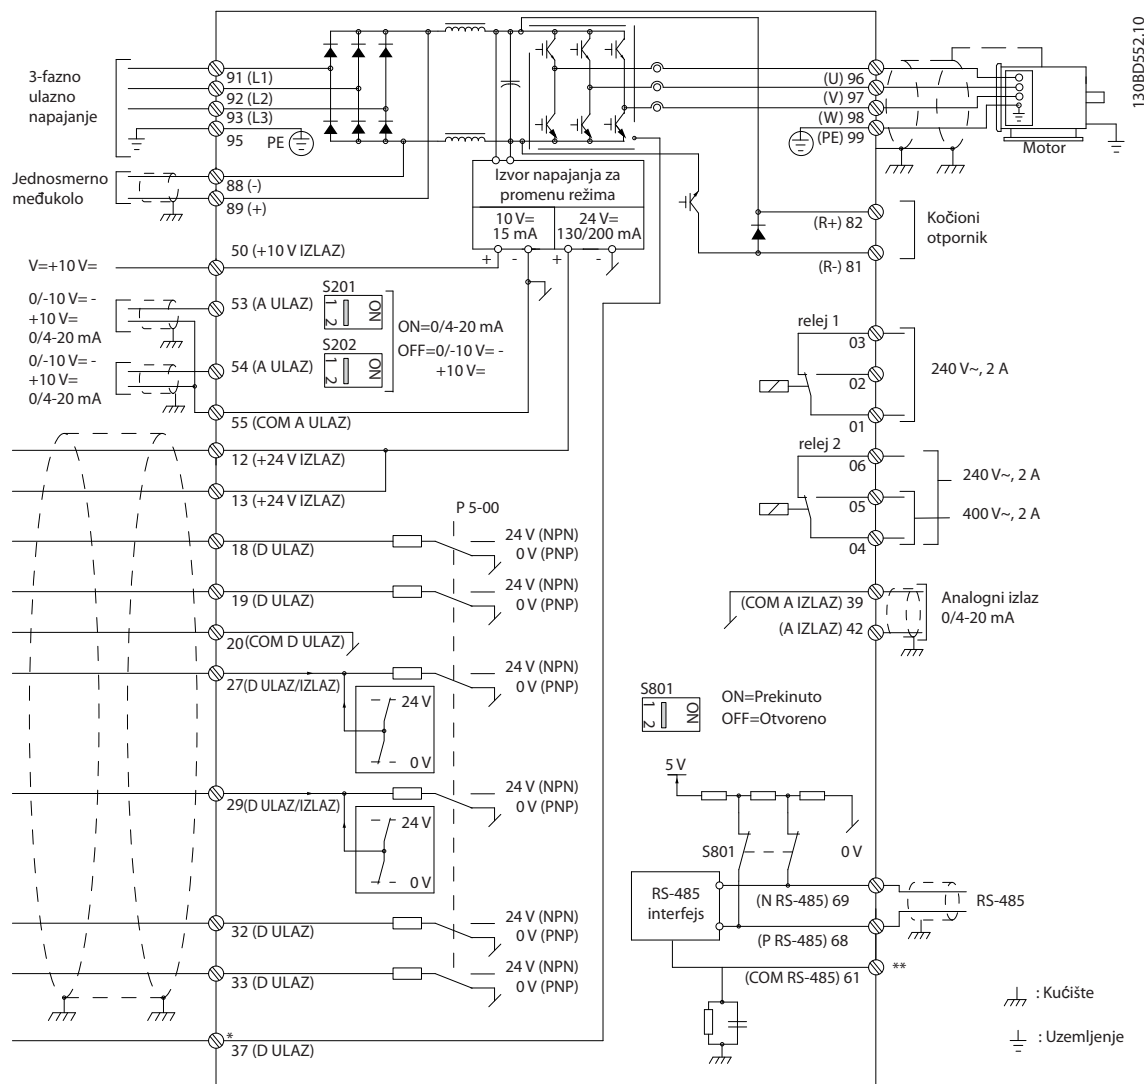 130BD552.10
3-fazno
ulazno
napajanje
91 (L1)
92 (L2)
93 (L3)
95
PE
Jednosmerno
međukolo
88 (-)
89 (+)
50 (+10 V IZLAZ)
V=+10 V=
0/-10 V= -
+10 V=
0/4-20 mA
53 (A ULAZ)
0/-10 V= -
+10 V=
0/4-20 mA
54 (A ULAZ)
55 (COM A ULAZ)
S201
1
2
ON
S202
1
2
ON
ON=0/4-20 mA
OFF=0/-10 V= -
+10 V=
Izvor napajanja za
promenu režima
10 V=
15 mA
24 V=
130/200 mA
+ - + -
(U) 96
(V) 97
(W) 98
(PE) 99
Motor
(R+) 82
(R-) 81
Kočioni
otpornik
relej 1
03
02
01
240 V~, 2 A
relej 2
06
05
04
240 V~, 2 A
400 V~, 2 A
12 (+24 V IZLAZ)
13 (+24 V IZLAZ)
P 5-00
18 (D ULAZ)
24 V (NPN)
0 V (PNP)
19 (D ULAZ)
24 V (NPN)
0 V (PNP)
20 (COM D ULAZ)
27 (D ULAZ/IZLAZ)
24 V (NPN)
0 V (PNP)
24 V
0 V
29 (D ULAZ/IZLAZ)
24 V (NPN)
0 V (PNP)
24 V
0 V
32 (D ULAZ)
24 V (NPN)
0 V (PNP)
33 (D ULAZ)
24 V (NPN)
0 V (PNP)
*
37 (D ULAZ)
(COM A IZLAZ) 39
(A IZLAZ) 42
Analogni izlaz
0/4-20 mA
S801
1
2
ON
ON=Prekinuto
OFF=Otvoreno
5 V
S801
0 V
RS-485
interfejs
(N RS-485) 69
(P RS-485) 68
(COM RS-485) 61
RS-485
**
: Kućište
: Uzemljenje